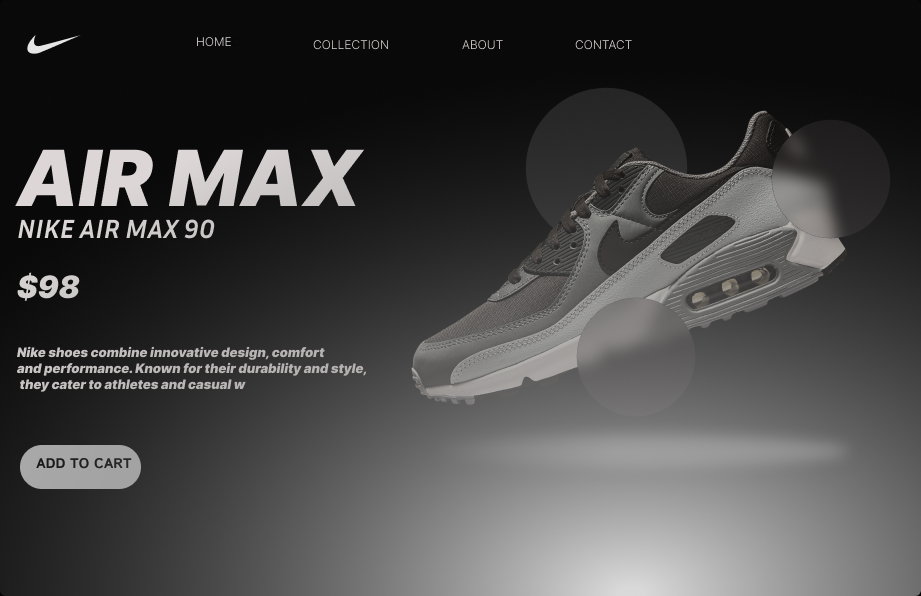 HOME
COLLECTION
ABOUT
CONTACT
AIR MAX
NIKE AIR MAX 90
$98
Nike shoes combine innovative design, comfort
and performance. Known for their durability and style,
they cater to athletes and casual w
ADD TO CART